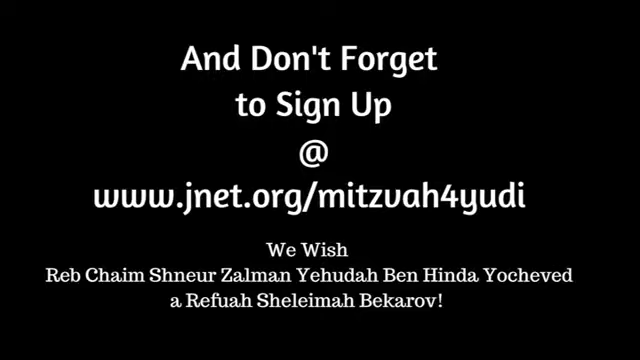 And Don't Forget
to Sign Up
@
www.jnet.org/mitzvah4yudi
We Wish
Reb Chaim Shneur Zalman Yehudah Ben Hinda Yocheved
a Refuah Sheleimah Bekarov!